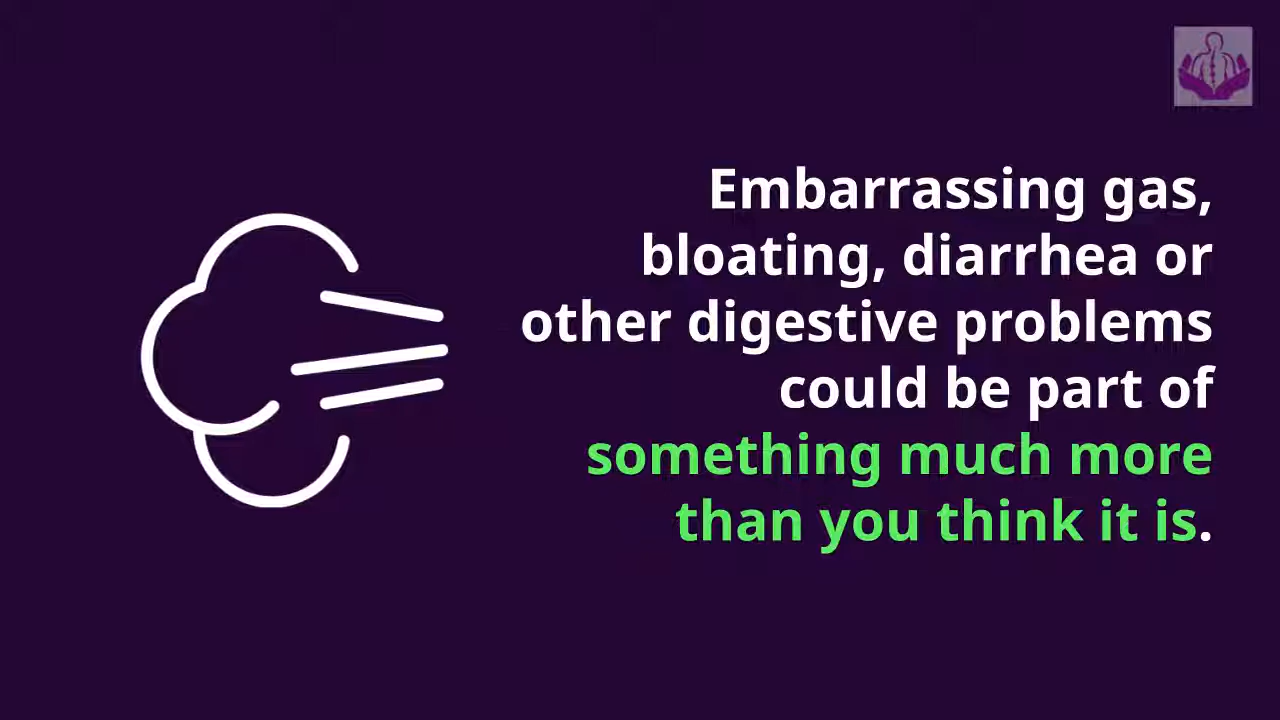 Embarrassing gas,
bloating, diarrhea or
other digestive problems
could be part of
something much more
than you think it is.